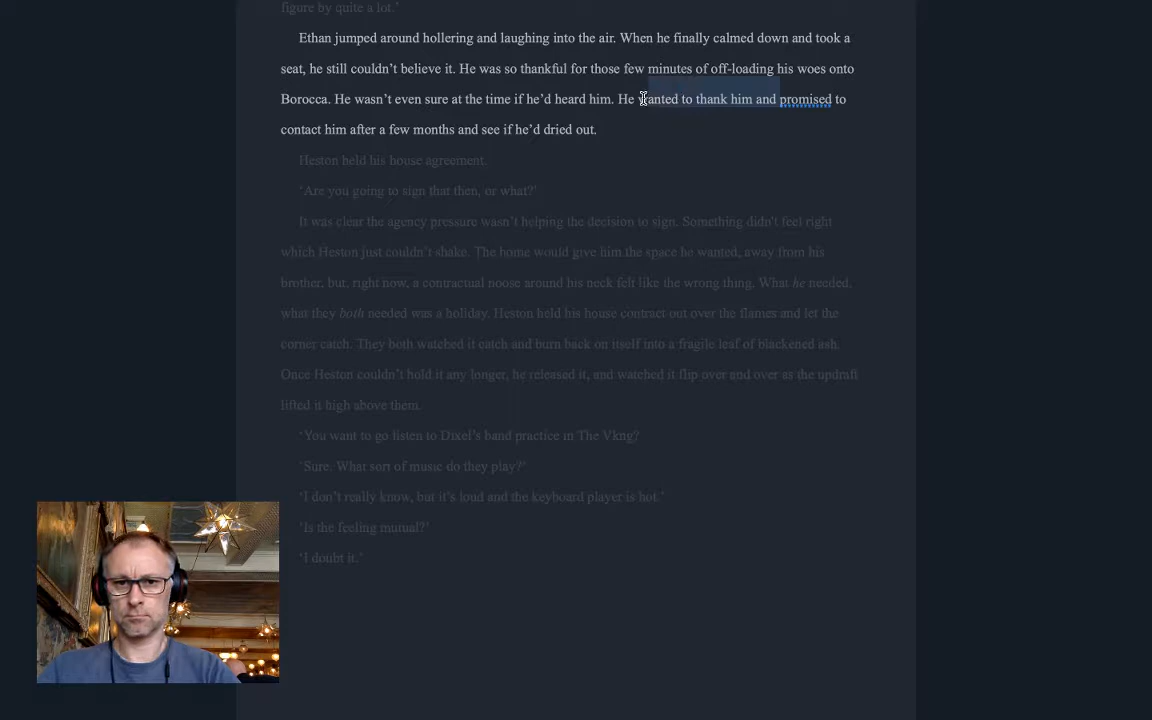 figure by quite a lot.’
Ethan jumped around hollering and laughing into the air. When he finally calmed down and took a
seat, he still couldn’t believe it. He was so thankful for those few minutes of off-loading his woes onto
Borocca. He wasn’t even sure at the time if he’d heard him. He wanted to thank him and promised to
contact him after a few months and see if he’d dried out.
Heston held his house agreement.
‘Are you going to sign that then, or what?’
It was clear the agency pressure wasn’t helping the decision to sign. Something didn’t feel right
which Heston just couldn’t shake. The home would give him the space he wanted, away from his
brother, but, right now, a contractual noose around his neck felt like the wrong thing. What he needed,
what they both needed was a holiday. Heston held his house contract out over the flames and let the
corner catch. They both watched it catch and burn back on itself into a fragile leaf of blackened ash.
Once Heston couldn’t hold it any longer, he released it, and watched it flip over and over as the updraft
lifted it high above them.
‘You want to go listen to Dixel’s band practice in The Vkng?
‘Sure. What sort of music do they play?’
‘I don’t really know, but it’s loud and the keyboard player is hot.’
‘Is the feeling mutual?’
‘I doubt it.’